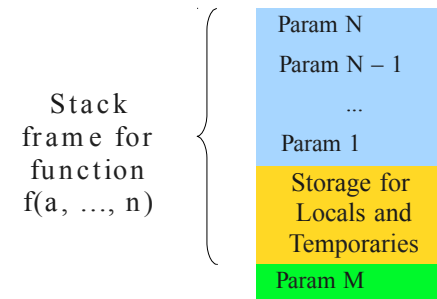 Stack
frame for
function
f(a, ..., n)
Param N
Param N – 1
...
Param 1
Storage for
Locals and
Temporaries
Param M